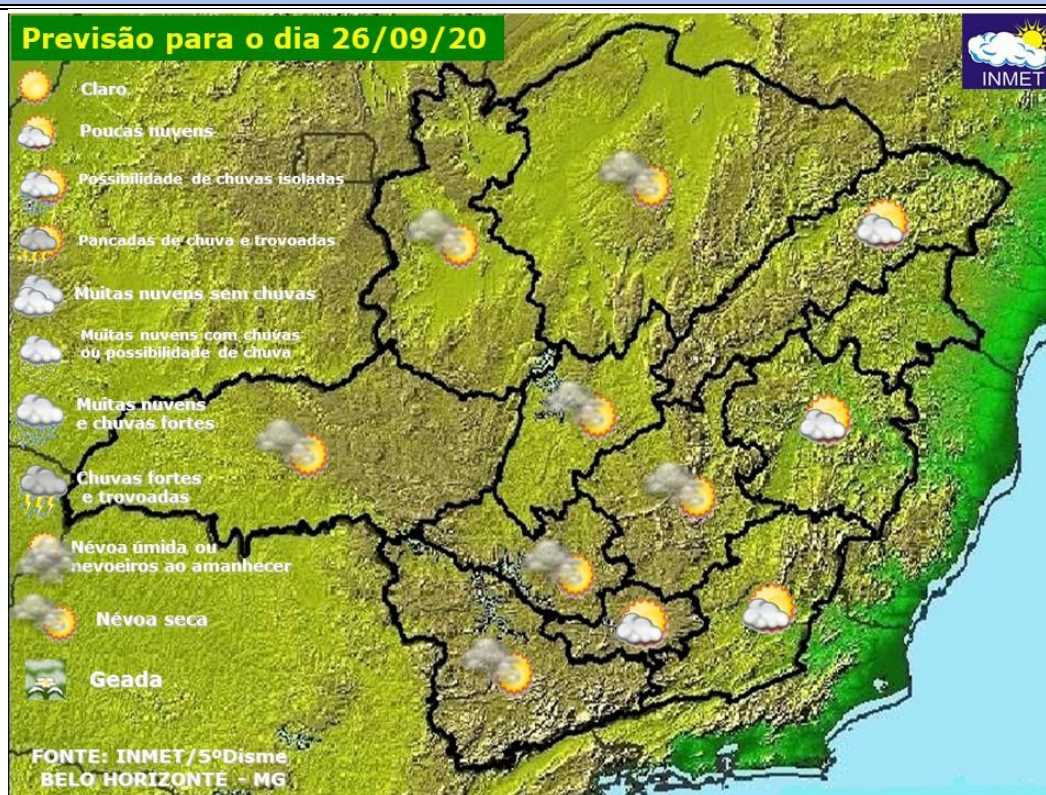 Previsão para o dia 26/09/20
INMET
Claro
Poucas nuvens
Possibilidade de chuvas isoladas
Pancadas de chuva e trovoadas
Muitas nuvens sem chuvas
Muitas nuvens com chuvas
ou possibilidade de chuva
Muitas nuvens
e chuvas fortes
Chuvas fortes
e trovoadas
Névoa úmida ou
nevoeiros ao amanhecer
Névoa seca
Geada
FONTE: INMET/5ºDisme
BELO HORIZONTE - MG